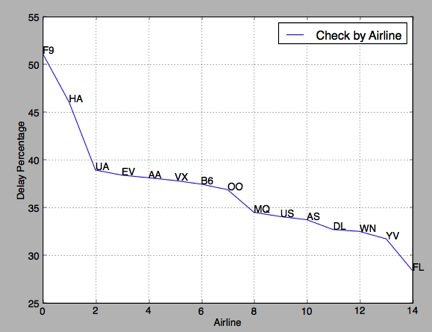 55
Check by Airline
F9
50
HA
45
40
UA
EV
AA
VX
B6
OO
35
MQ
US
AS
DL
WN
YV
30
FL
25
0
2
4
6
8
10
12
14
Delay Percentage
Airline